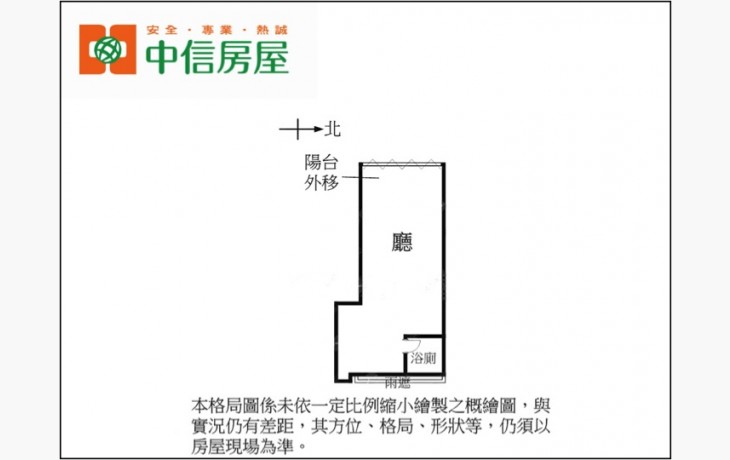 安全・專業・熱誠
中信房屋
北
陽台
外移
廳
浴廁
雨遮
本格局圖係未依一定比例縮小繪製之概繪圖，與
實況仍有差距，其方位、格局、形狀等，仍須以
房屋現場為準。